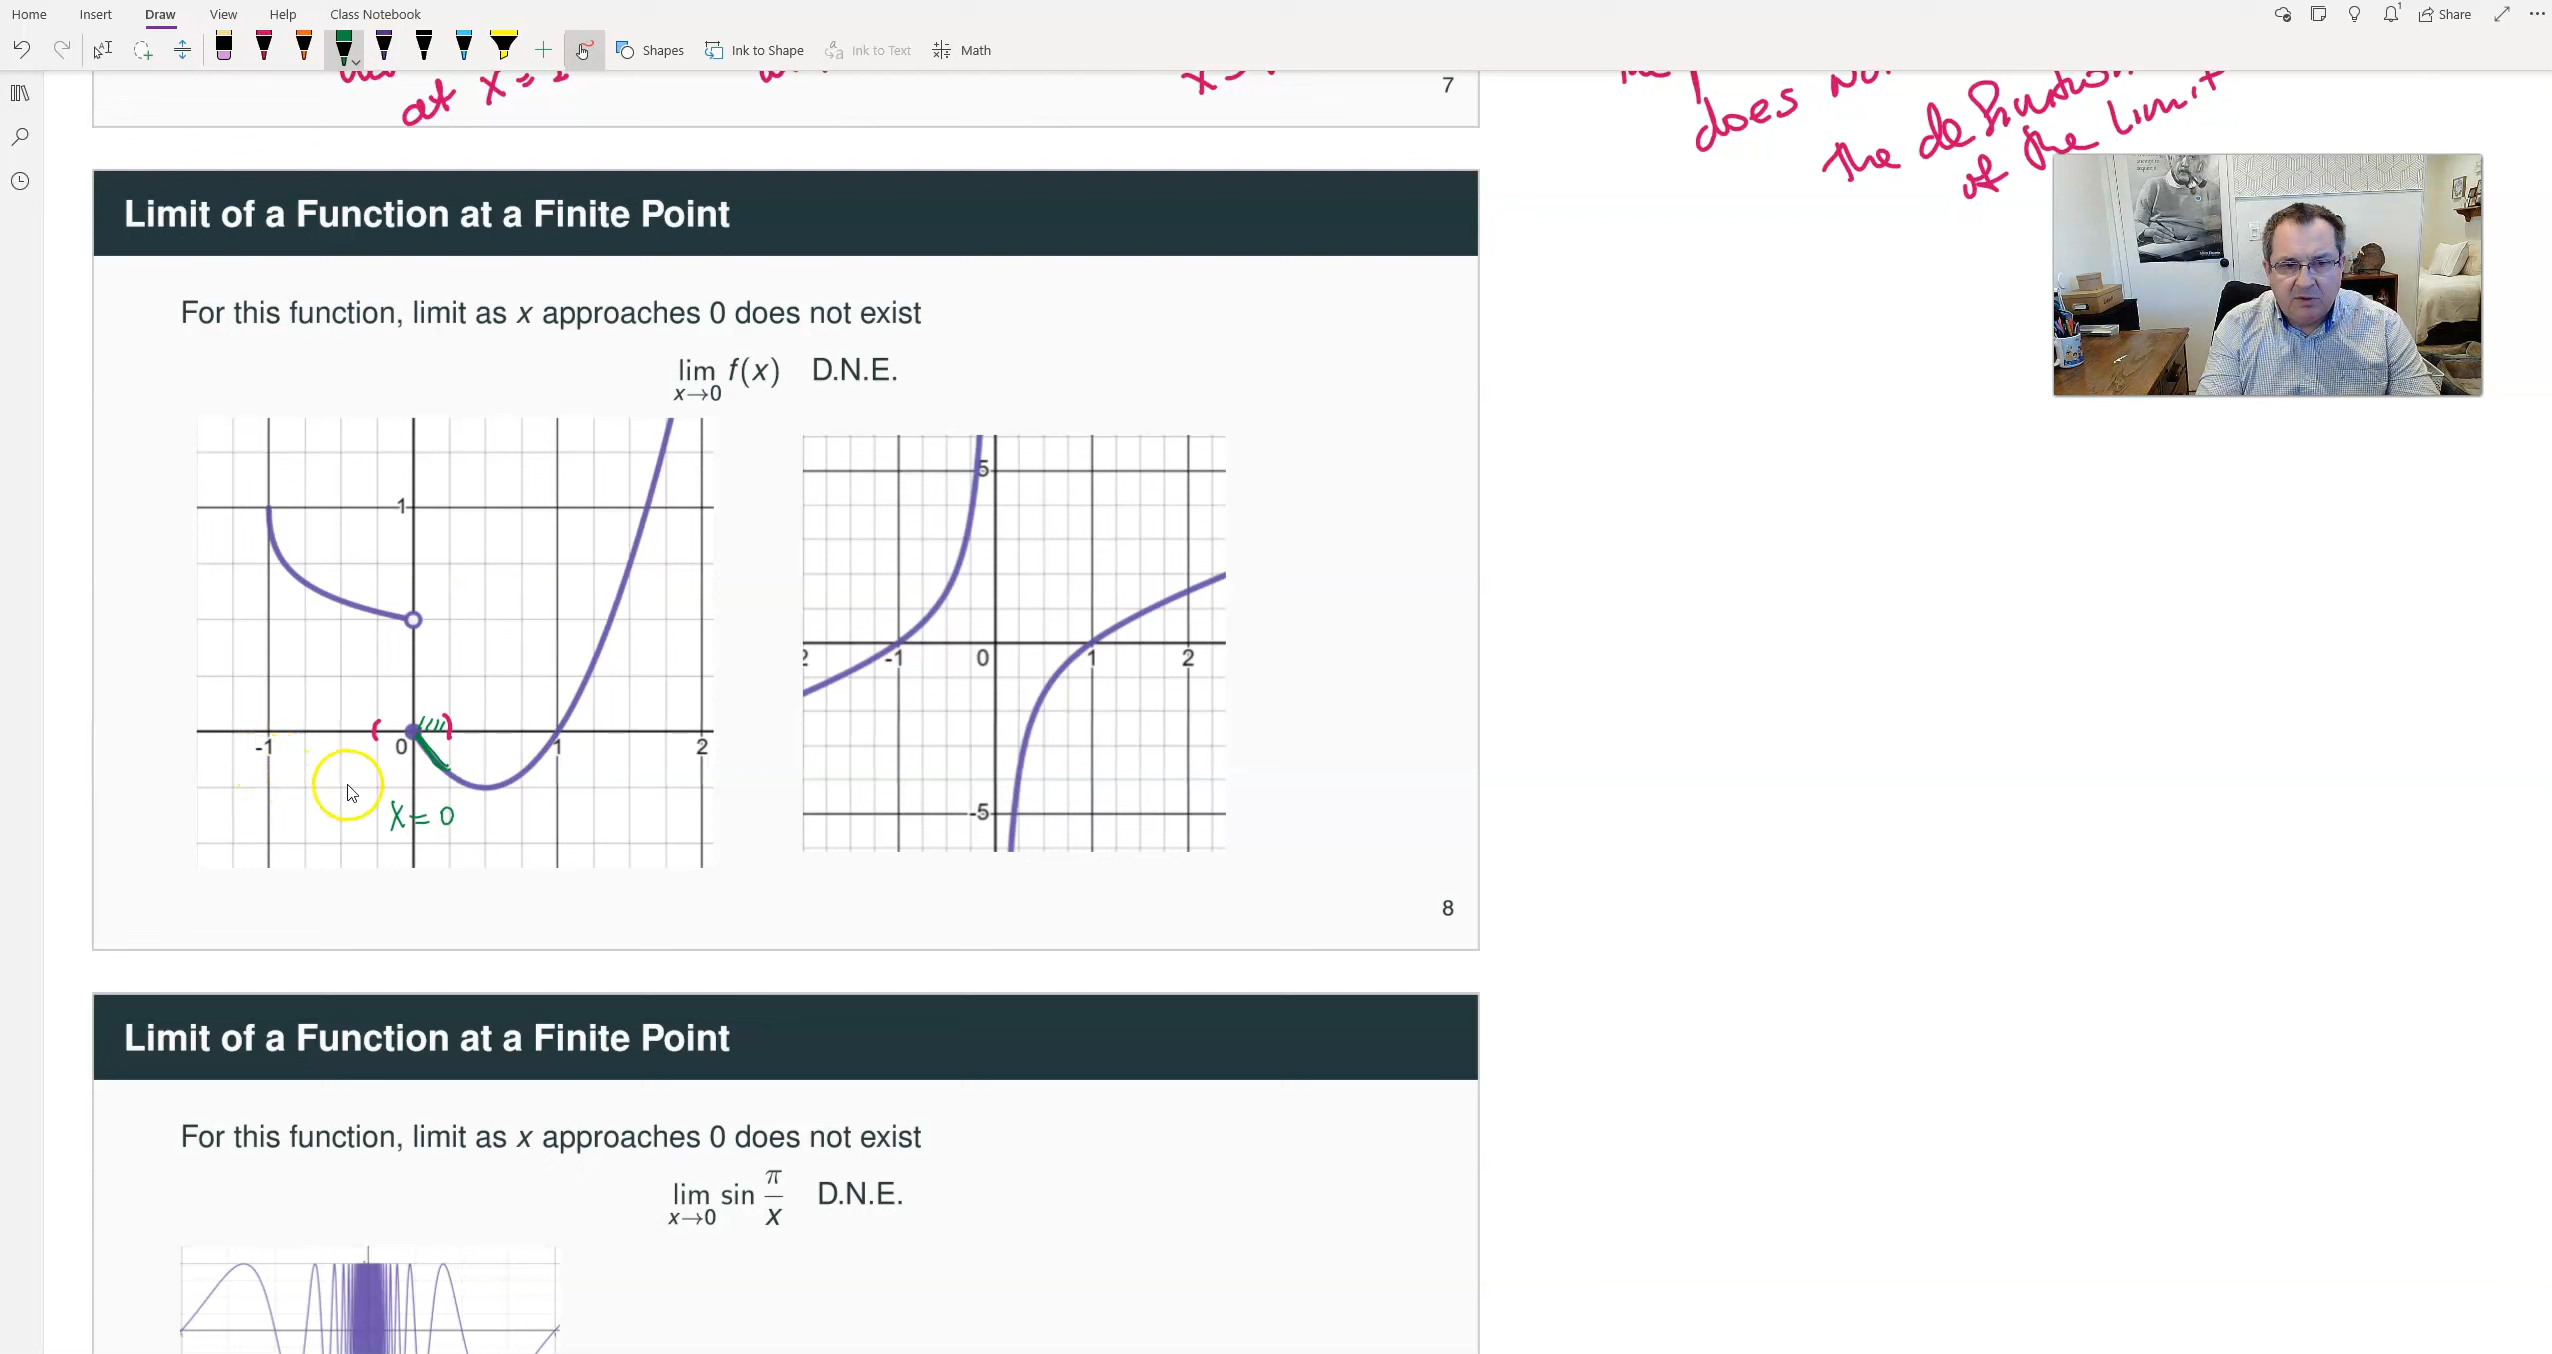 Home Insert Draw View Help Class Notebook
1 Share
Shapes Ink to Shape Ink to Text Math
at x =
7
does
the definition
of the Limit
Limit of a Function at a Finite Point
For this function, limit as x approaches 0 does not exist
lim f(x) D.N.E.
x→0
1
-1 0 1 2
X = 0
5
2 -1 0 1 2
-5
8
Limit of a Function at a Finite Point
For this function, limit as x approaches 0 does not exist
lim sin π/x D.N.E.
x→0